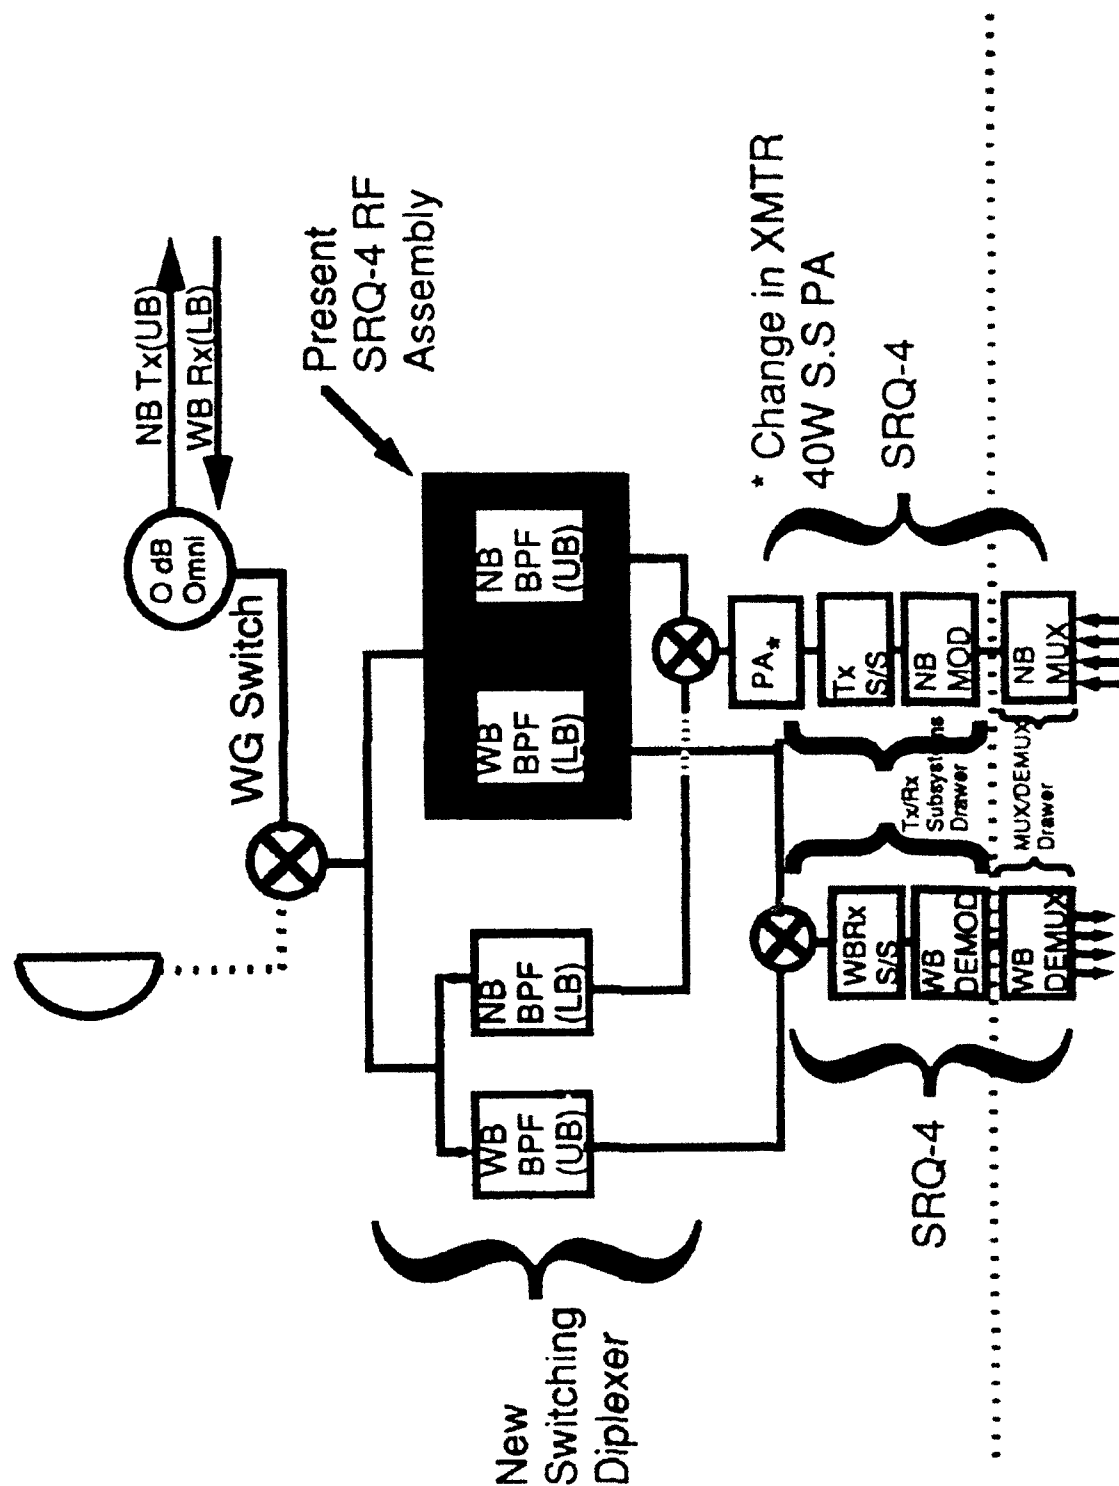 NB Tx(UB)
WB Rx(LB)
O dB
Omni
WG Switch
Present
SRQ-4 RF
Assembly
New
Switching
Diplexer
WB
BPF
(UB)
NB
BPF
(LB)
WB
BPF
(LB)
NB
BPF
(UB)
* Change in XMTR
40W S.S PA
SRQ-4
PA*
Tx
S/S
NB
MOD
NB
MUX
Tx/Rx
Subsystems
Drawer
MUX/DEMUX
Drawer
WBRx
S/S
WB
DEMOD
WB
DEMUX
SRQ-4